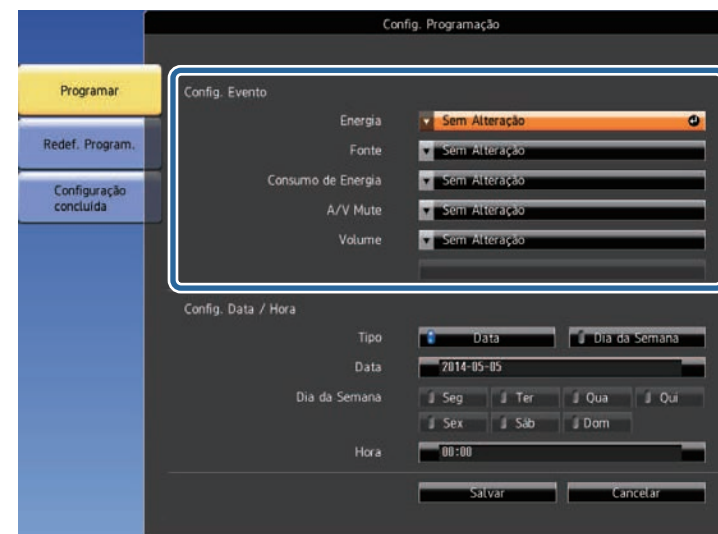 Config. Programação
Programar
Redef. Program.
Configuração
concluída
Config. Evento
Energia Sem Alteração
Fonte Sem Alteração
Consumo de Energia Sem Alteração
A/V Mute Sem Alteração
Volume Sem Alteração
Config. Data / Hora
Tipo Data Dia da Semana
Data 2014-05-05
Dia da Semana Seg Ter Qua Qui
Sex Sáb Dom
Hora 00:00
Salvar Cancelar